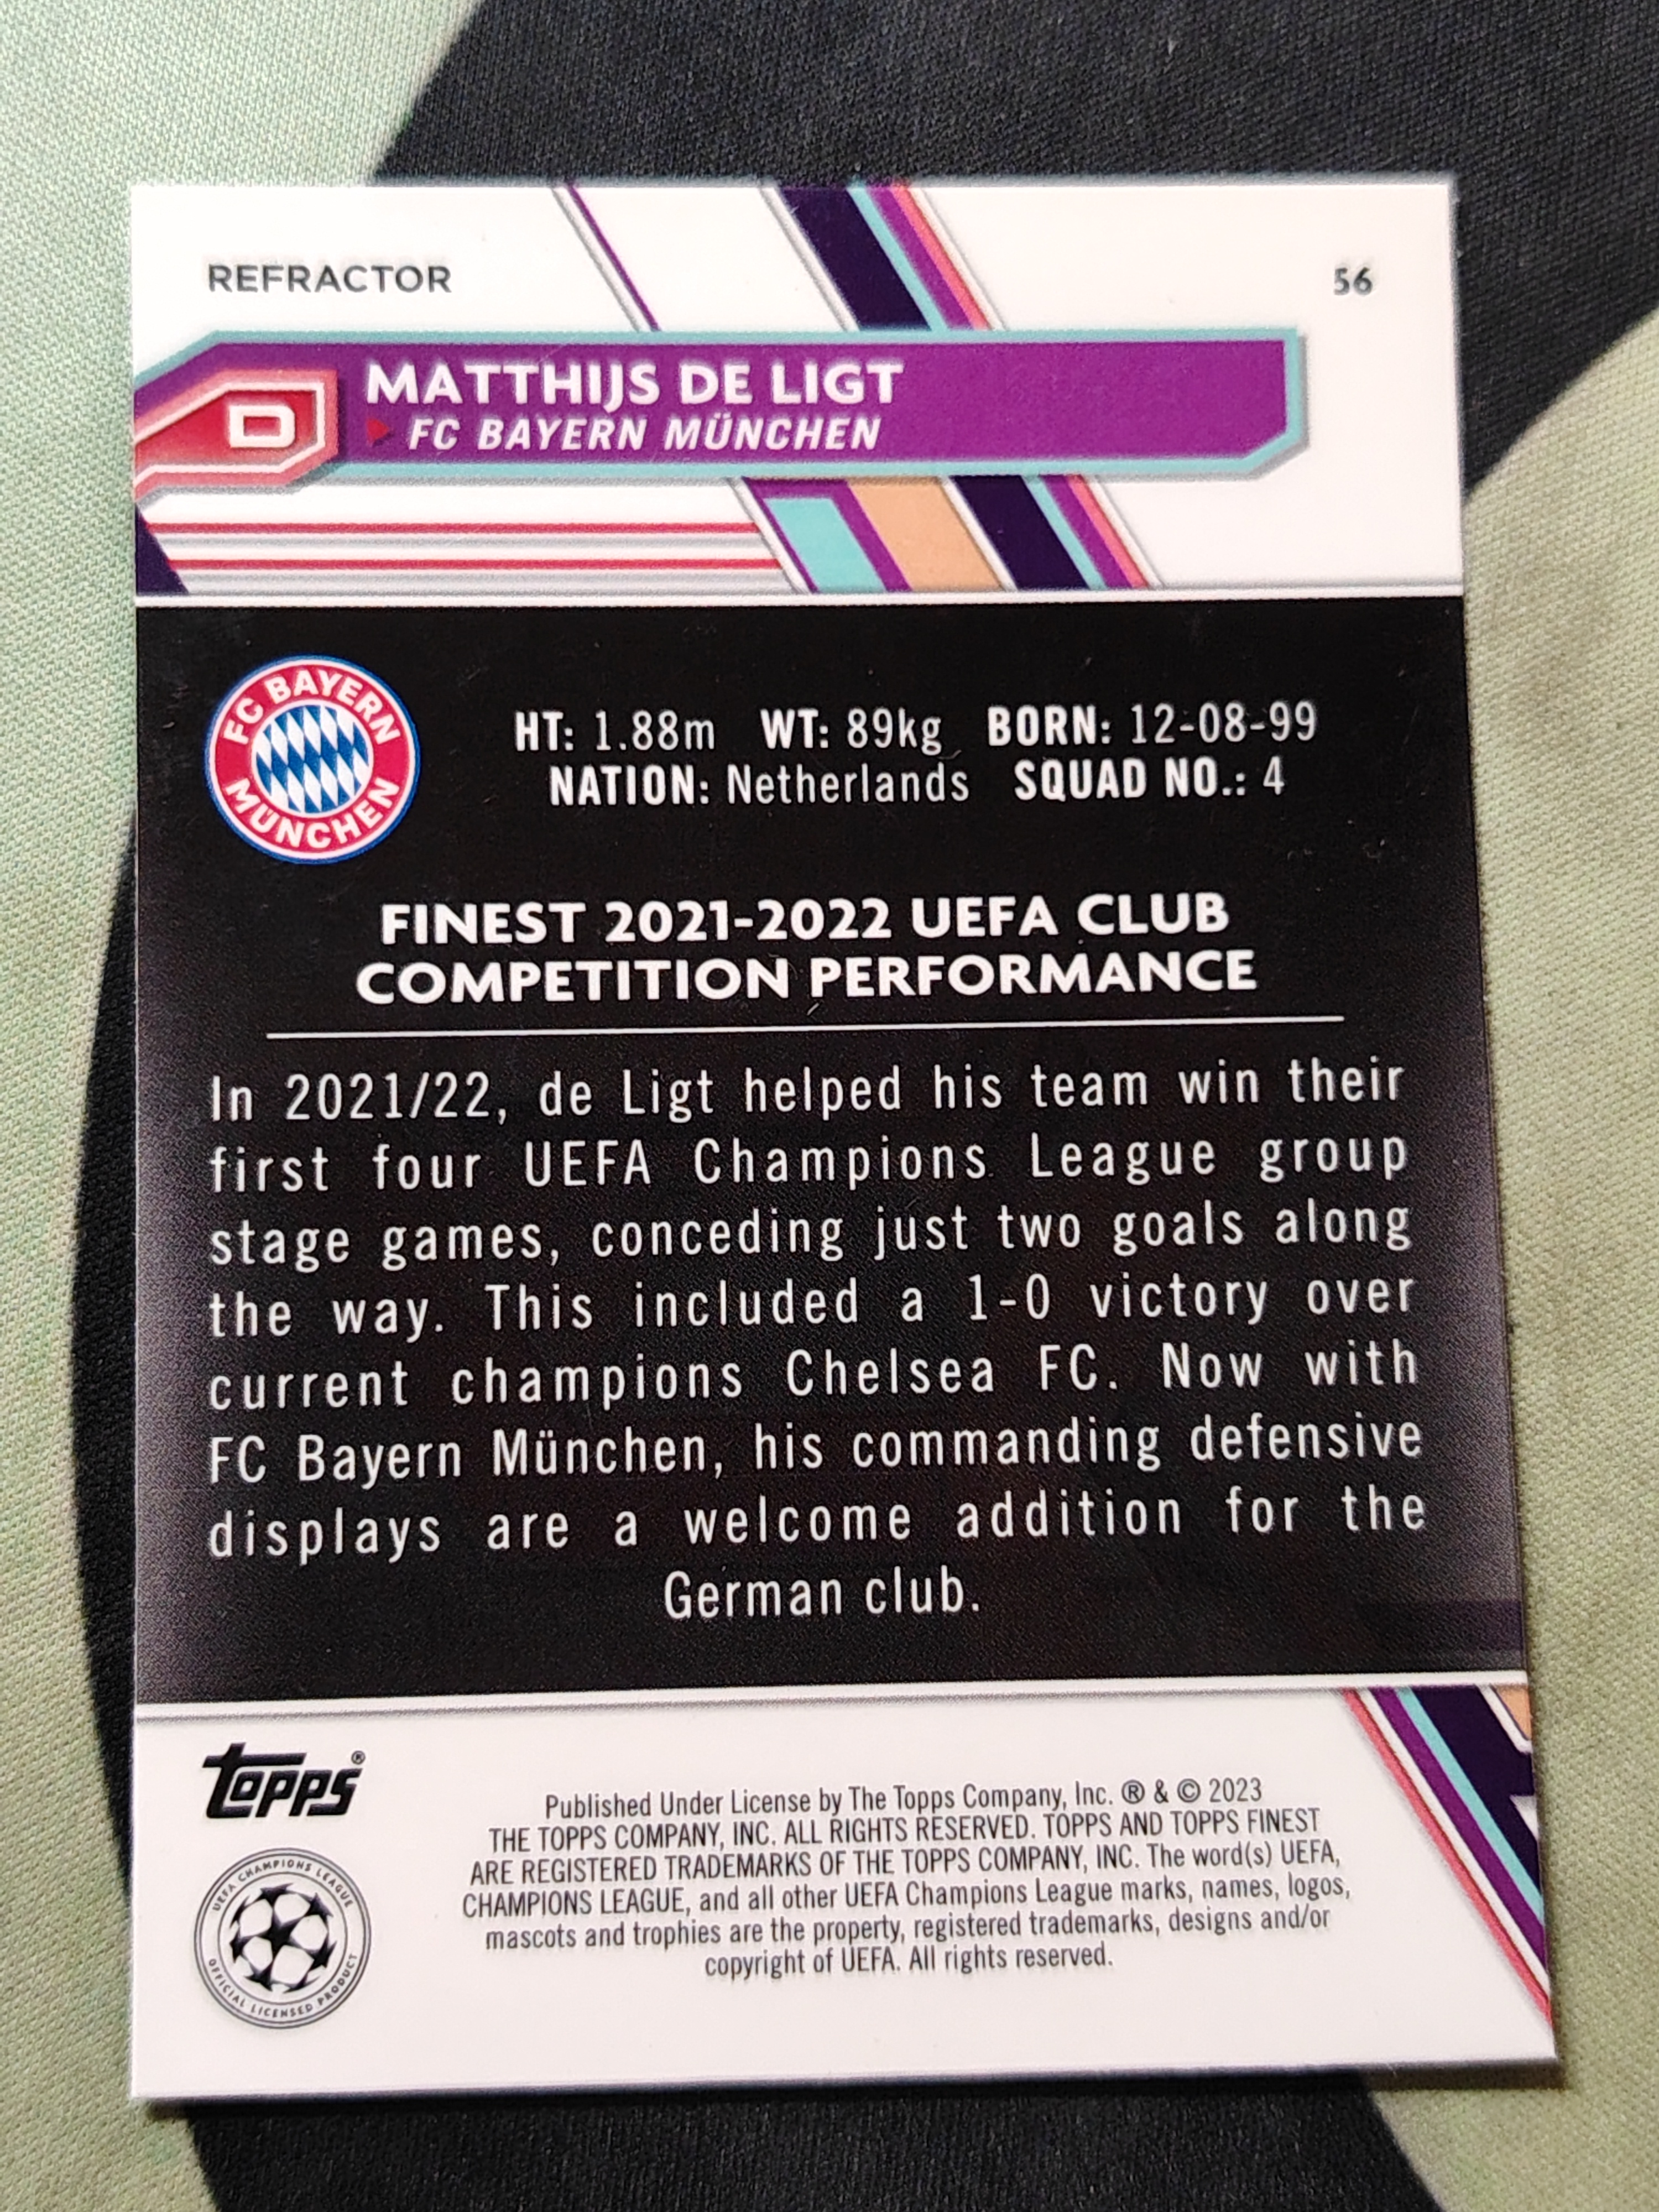 REFRACTOR
56
D
MATTHIJS DE LIGT
FC BAYERN MÜNCHEN
FC BAYERN
MÜNCHEN
HT: 1.88m WT: 89kg BORN: 12-08-99
NATION: Netherlands SQUAD NO.: 4
FINEST 2021-2022 UEFA CLUB
COMPETITION PERFORMANCE
In 2021/22, de Ligt helped his team win their
first four UEFA Champions League group
stage games, conceding just two goals along
the way. This included a 1-0 victory over
current champions Chelsea FC. Now with
FC Bayern München, his commanding defensive
displays are a welcome addition for the
German club.
Topps®
UEFA CHAMPIONS LEAGUE
OFFICIAL LICENSED PRODUCT
Published Under License by The Topps Company, Inc. ® & © 2023
THE TOPPS COMPANY, INC. ALL RIGHTS RESERVED. TOPPS AND TOPPS FINEST
ARE REGISTERED TRADEMARKS OF THE TOPPS COMPANY, INC. The word(s) UEFA,
CHAMPIONS LEAGUE, and all other UEFA Champions League marks, names, logos,
mascots and trophies are the property, registered trademarks, designs and/or
copyright of UEFA. All rights reserved.